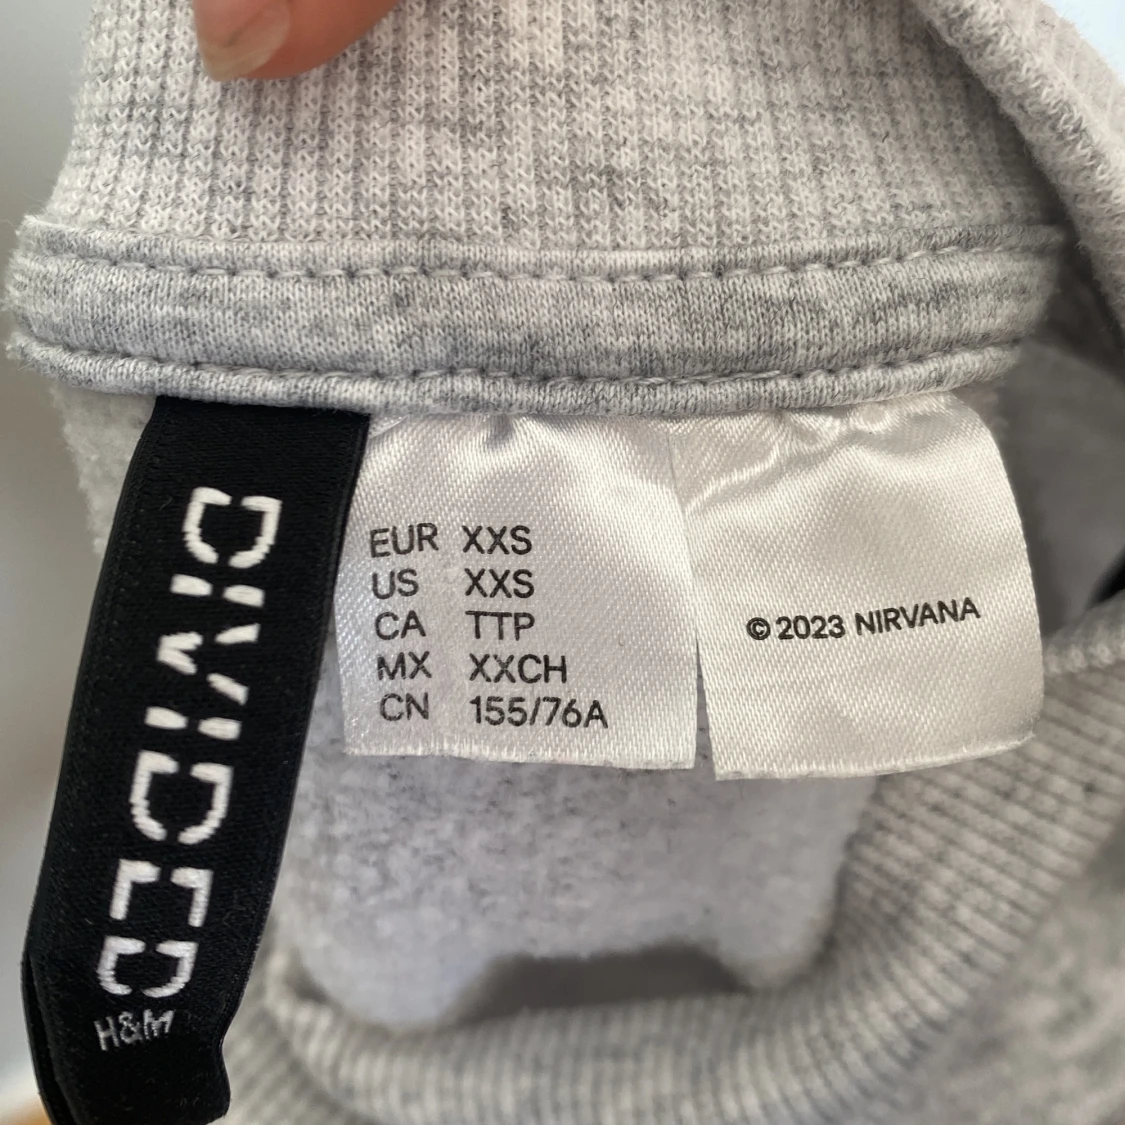 DIVIDED
H&M
EUR XXS
US XXS
CA TTP
MX XXCH
CN 155/76A
© 2023 NIRVANA